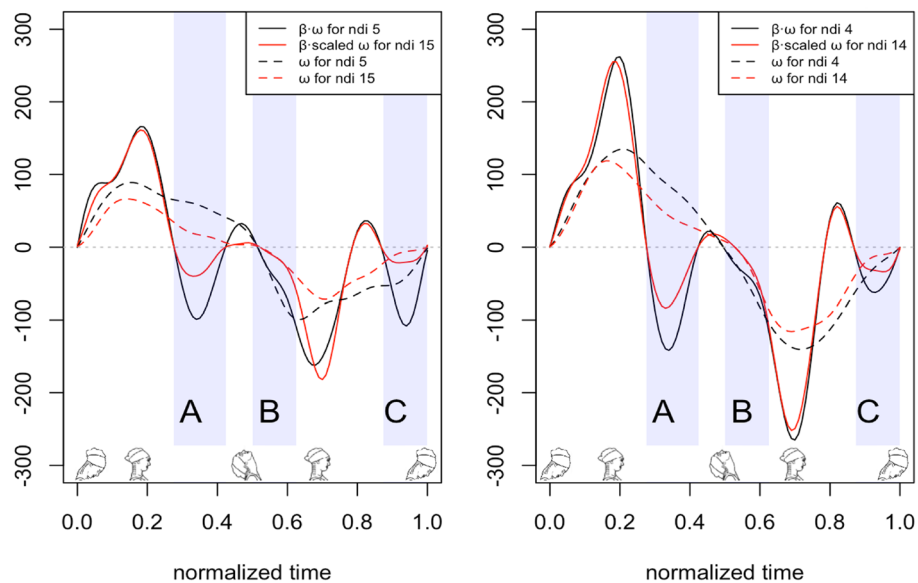 β·ω for ndi 5
β·scaled ω for ndi 15
ω for ndi 5
ω for ndi 15
300
200
100
0
-100
-200
-300
A B C
0.0 0.2 0.4 0.6 0.8 1.0
normalized time
β·ω for ndi 4
β·scaled ω for ndi 14
ω for ndi 4
ω for ndi 14
300
200
100
0
-100
-200
-300
A B C
0.0 0.2 0.4 0.6 0.8 1.0
normalized time